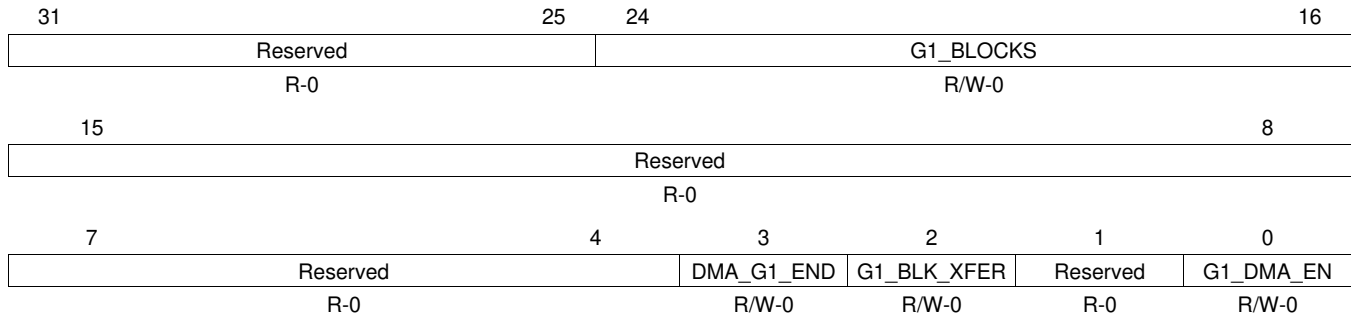 31 25 24 16
Reserved G1_BLOCKS
R-0 R/W-0
15 8
Reserved
R-0
7 4 3 2 1 0
Reserved DMA_G1_END G1_BLK_XFER Reserved G1_DMA_EN
R-0 R/W-0 R/W-0 R-0 R/W-0